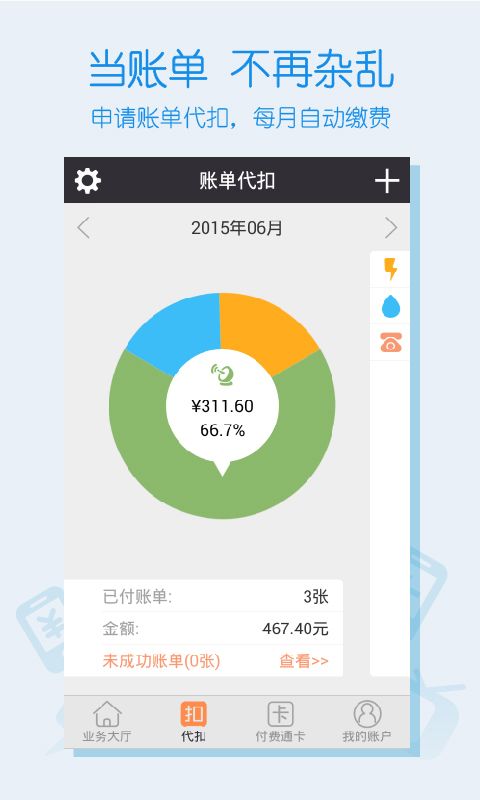 当账单 不再杂乱
申请账单代扣，每月自动缴费
账单代扣
2015年06月
¥311.60
66.7%
已付账单: 3张
金额: 467.40元
未成功账单(0张) 查看>>
扣
卡
业务大厅 代扣 付费通卡 我的账户